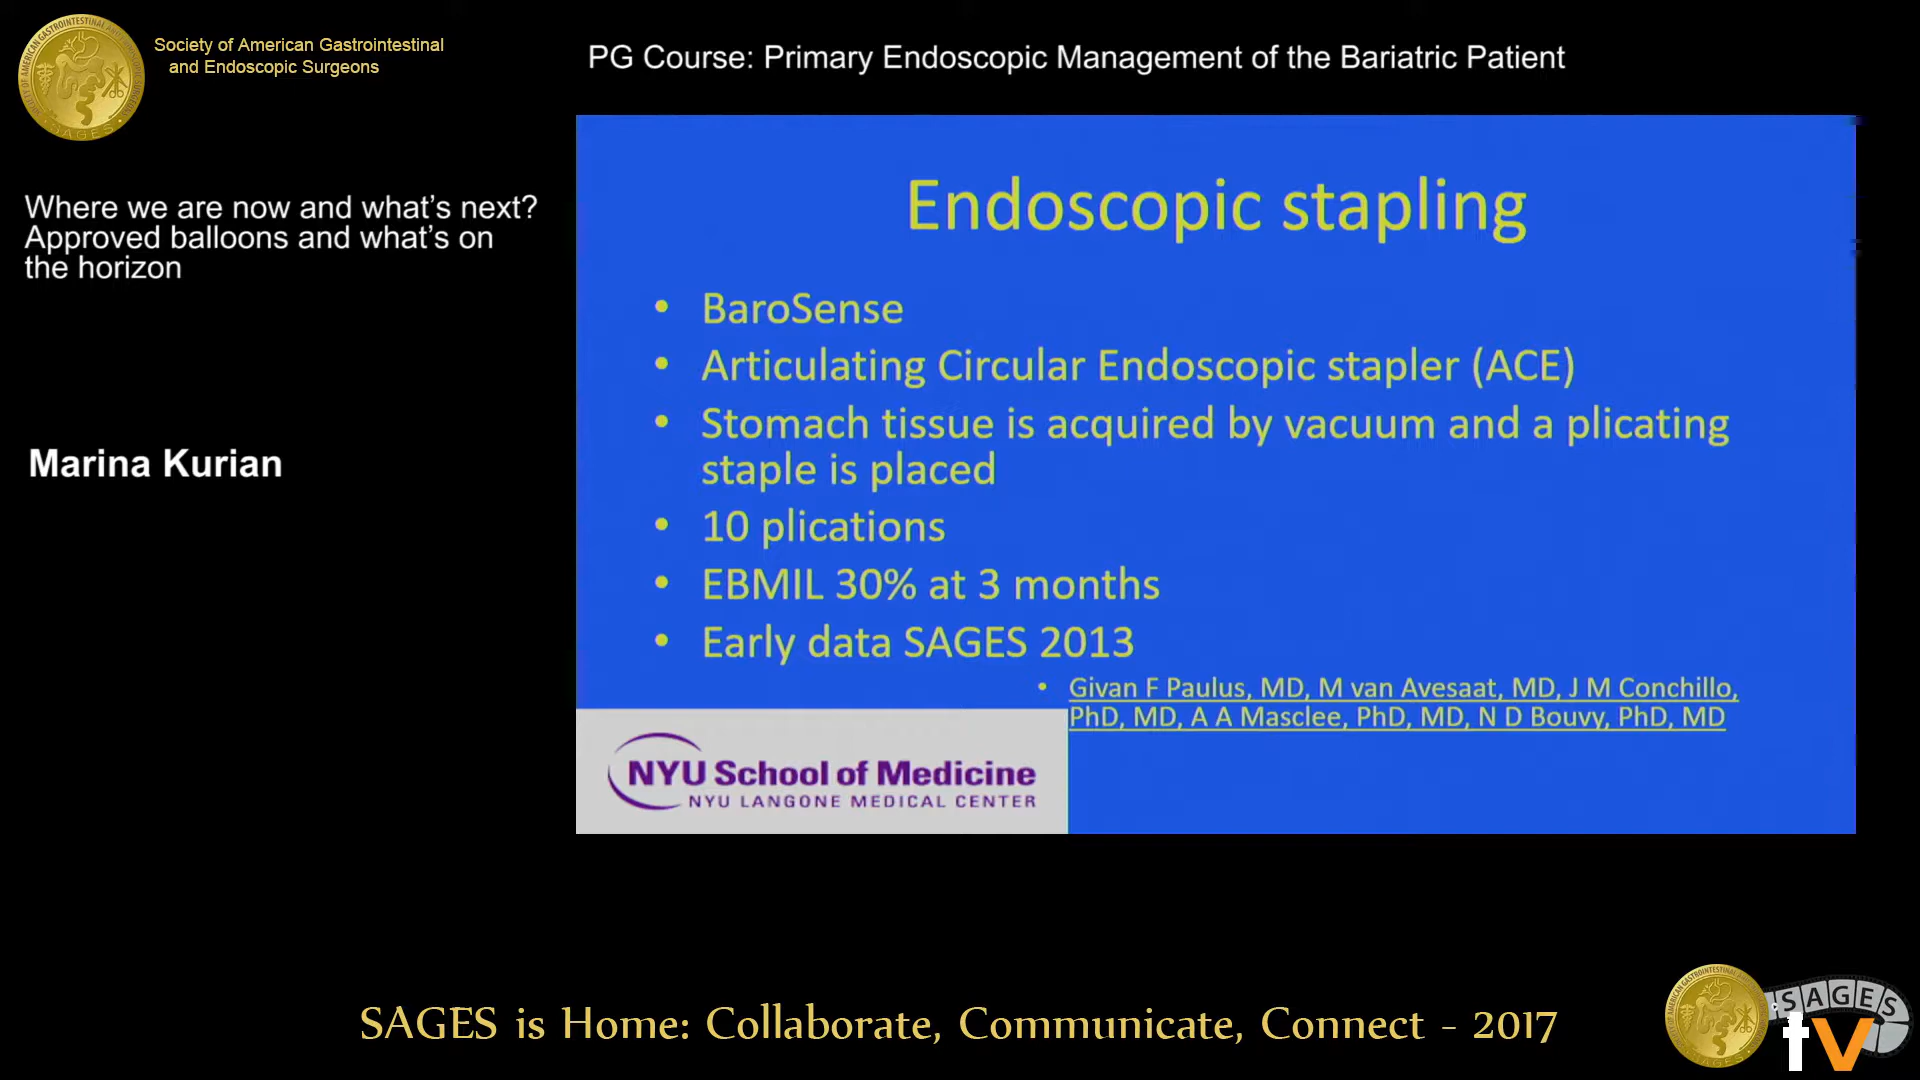 Society of American Gastrointestinal
and Endoscopic Surgeons
PG Course: Primary Endoscopic Management of the Bariatric Patient
Where we are now and what's next?
Approved balloons and what's on
the horizon
Marina Kurian
Endoscopic stapling
• BaroSense
• Articulating Circular Endoscopic stapler (ACE)
• Stomach tissue is acquired by vacuum and a plicating
staple is placed
• 10 plications
• EBMIL 30% at 3 months
• Early data SAGES 2013
• Givan F Paulus, MD, M van Avesaat, MD, J M Conchillo,
PhD, MD, A A Masclee, PhD, MD, N D Bouvy, PhD, MD
NYU School of Medicine
NYU LANGONE MEDICAL CENTER
SAGES is Home: Collaborate, Communicate, Connect - 2017
SAGES
tv